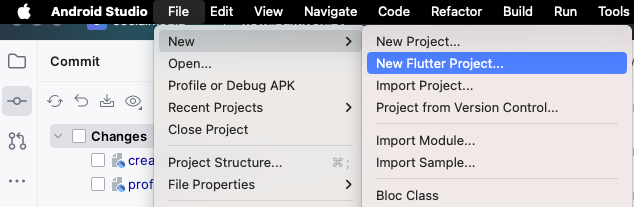 Android Studio File Edit View Navigate Code Refactor Build Run Tools
Commit
Changes
crea
prof
New
Open...
Profile or Debug APK
Recent Projects
Close Project
Project Structure... ⌘;
File Properties
New Project...
New Flutter Project...
Import Project...
Project from Version Control...
Import Module...
Import Sample...
Bloc Class